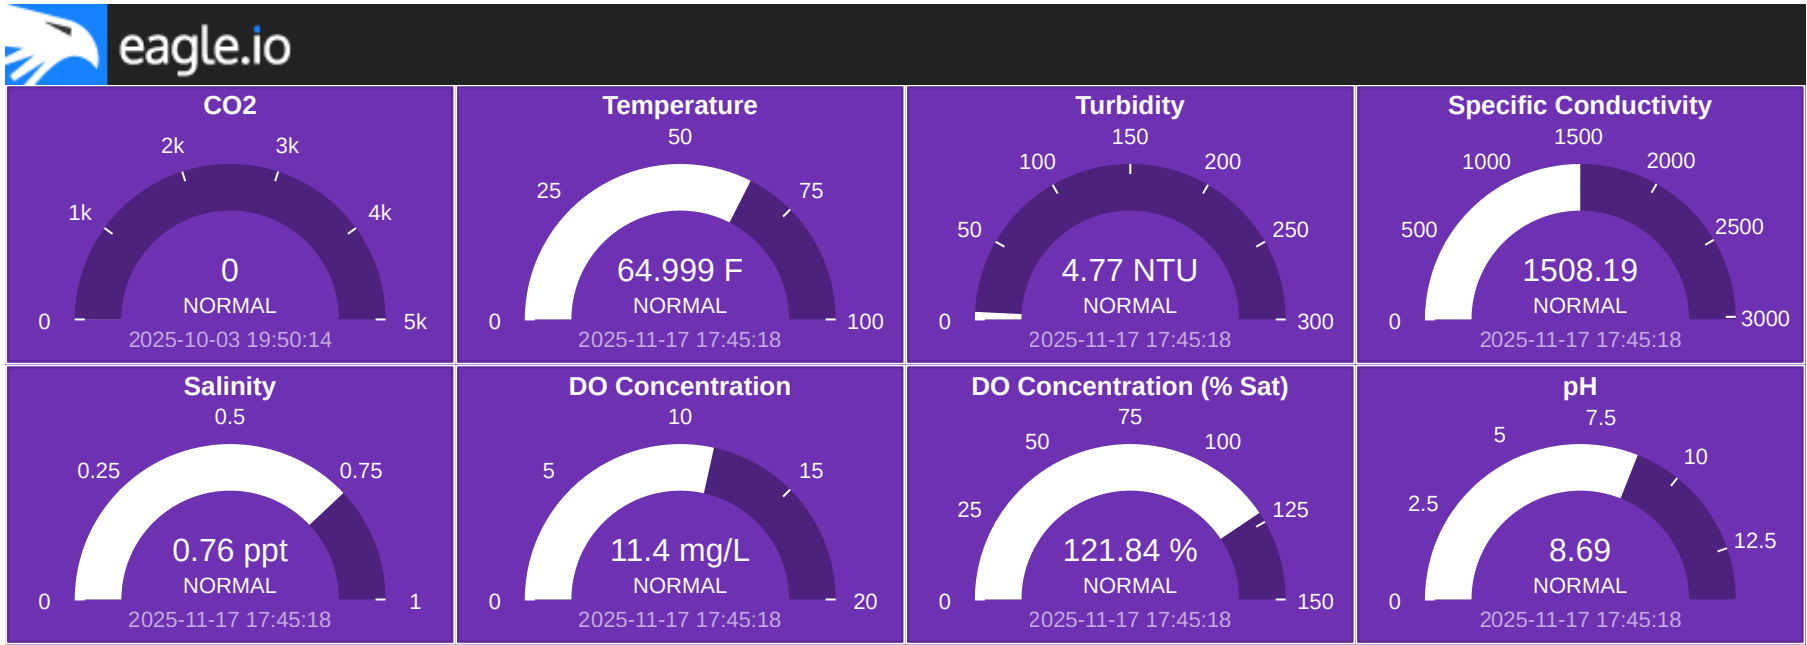 eagle.io
CO2
0
1k
2k
3k
4k
5k
0
NORMAL
2025-10-03 19:50:14
Temperature
0
25
50
75
100
64.999 F
NORMAL
2025-11-17 17:45:18
Turbidity
0
50
100
150
200
250
300
4.77 NTU
NORMAL
2025-11-17 17:45:18
Specific Conductivity
0
500
1000
1500
2000
2500
3000
1508.19
NORMAL
2025-11-17 17:45:18
Salinity
0
0.25
0.5
0.75
1
0.76 ppt
NORMAL
2025-11-17 17:45:18
DO Concentration
0
5
10
15
20
11.4 mg/L
NORMAL
2025-11-17 17:45:18
DO Concentration (% Sat)
0
25
50
75
100
125
150
121.84 %
NORMAL
2025-11-17 17:45:18
pH
0
2.5
5
7.5
10
12.5
8.69
NORMAL
2025-11-17 17:45:18